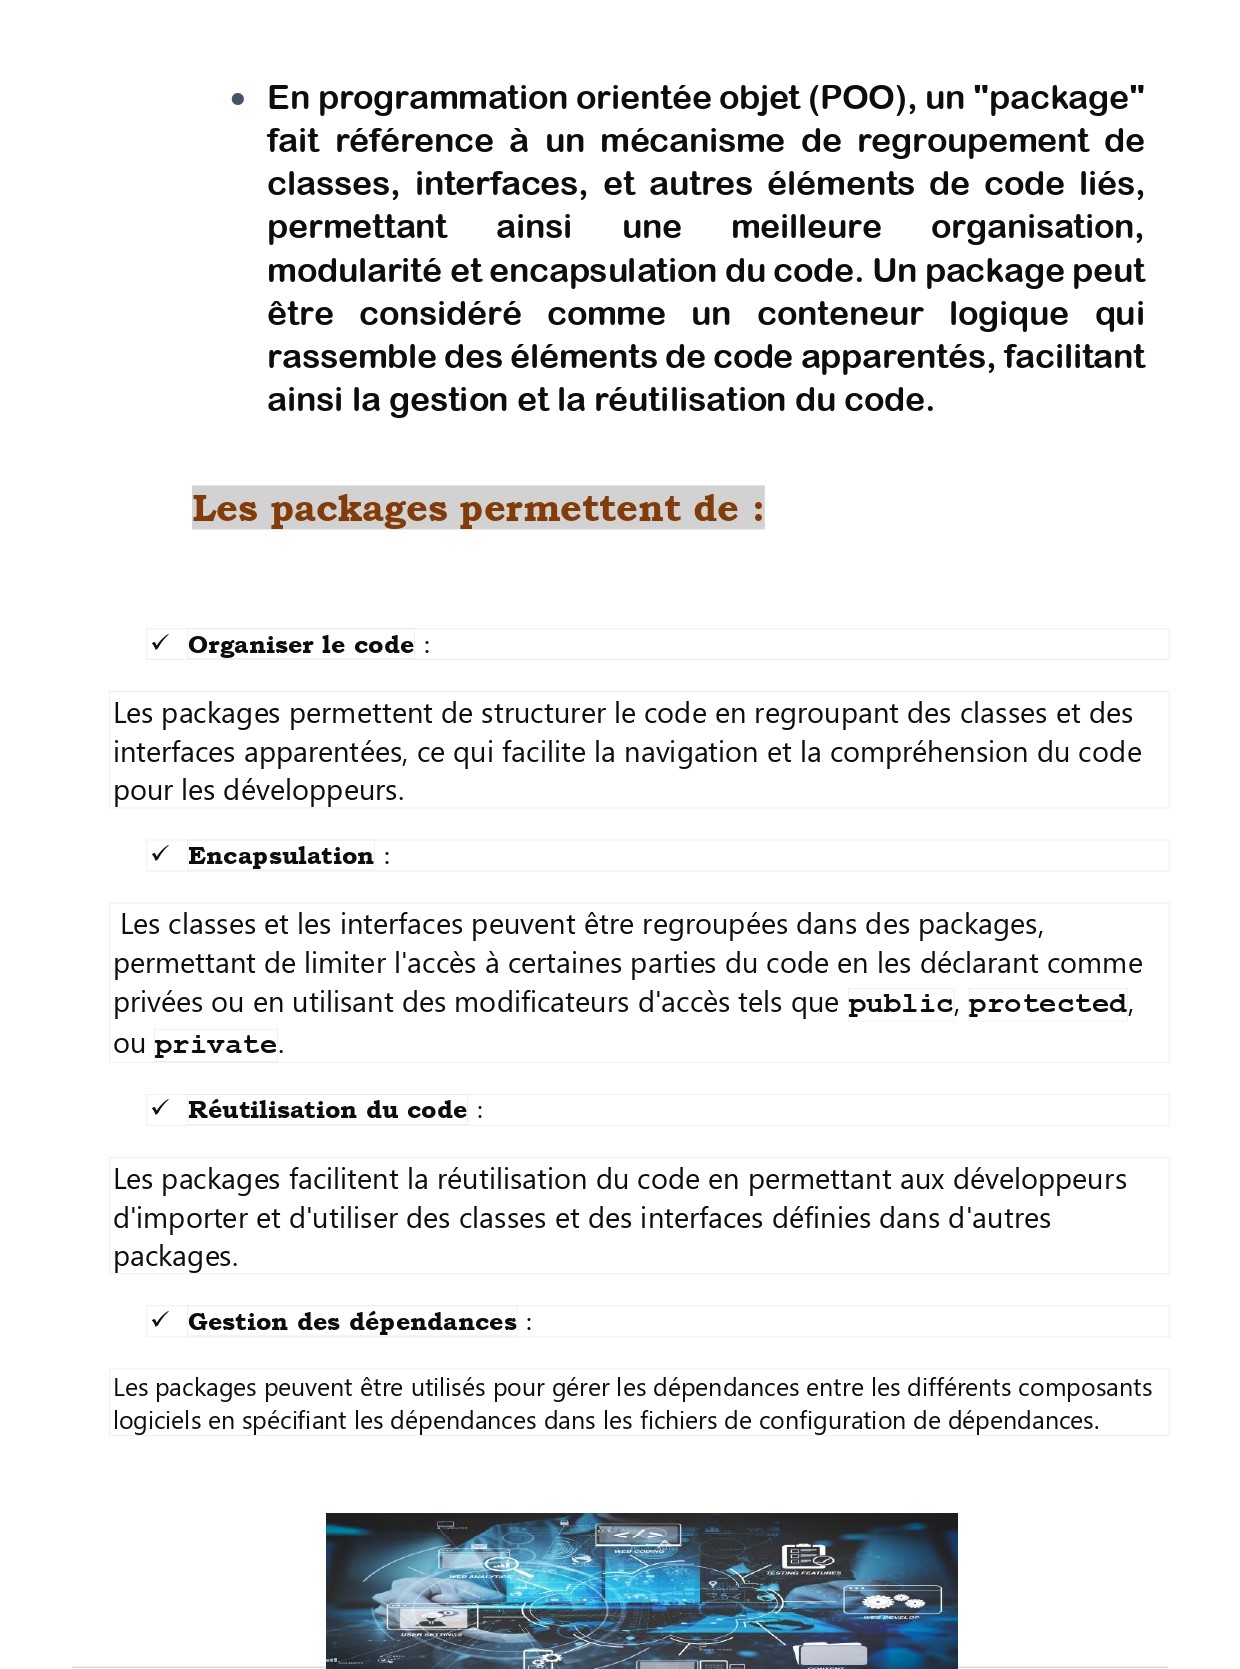 • En programmation orientée objet (POO), un "package"
fait référence à un mécanisme de regroupement de
classes, interfaces, et autres éléments de code liés,
permettant ainsi une meilleure organisation,
modularité et encapsulation du code. Un package peut
être considéré comme un conteneur logique qui
rassemble des éléments de code apparentés, facilitant
ainsi la gestion et la réutilisation du code.
Les packages permettent de :
✓ Organiser le code :
Les packages permettent de structurer le code en regroupant des classes et des
interfaces apparentées, ce qui facilite la navigation et la compréhension du code
pour les développeurs.
✓ Encapsulation :
Les classes et les interfaces peuvent être regroupées dans des packages,
permettant de limiter l'accès à certaines parties du code en les déclarant comme
privées ou en utilisant des modificateurs d'accès tels que public, protected,
ou private.
✓ Réutilisation du code :
Les packages facilitent la réutilisation du code en permettant aux développeurs
d'importer et d'utiliser des classes et des interfaces définies dans d'autres
packages.
✓ Gestion des dépendances :
Les packages peuvent être utilisés pour gérer les dépendances entre les différents composants
logiciels en spécifiant les dépendances dans les fichiers de configuration de dépendances.
</>
WEB CODING
WEB ANALYTICS
TESTING FEATURES
WEB DEVELOP
USER SETTINGS
CONTENT